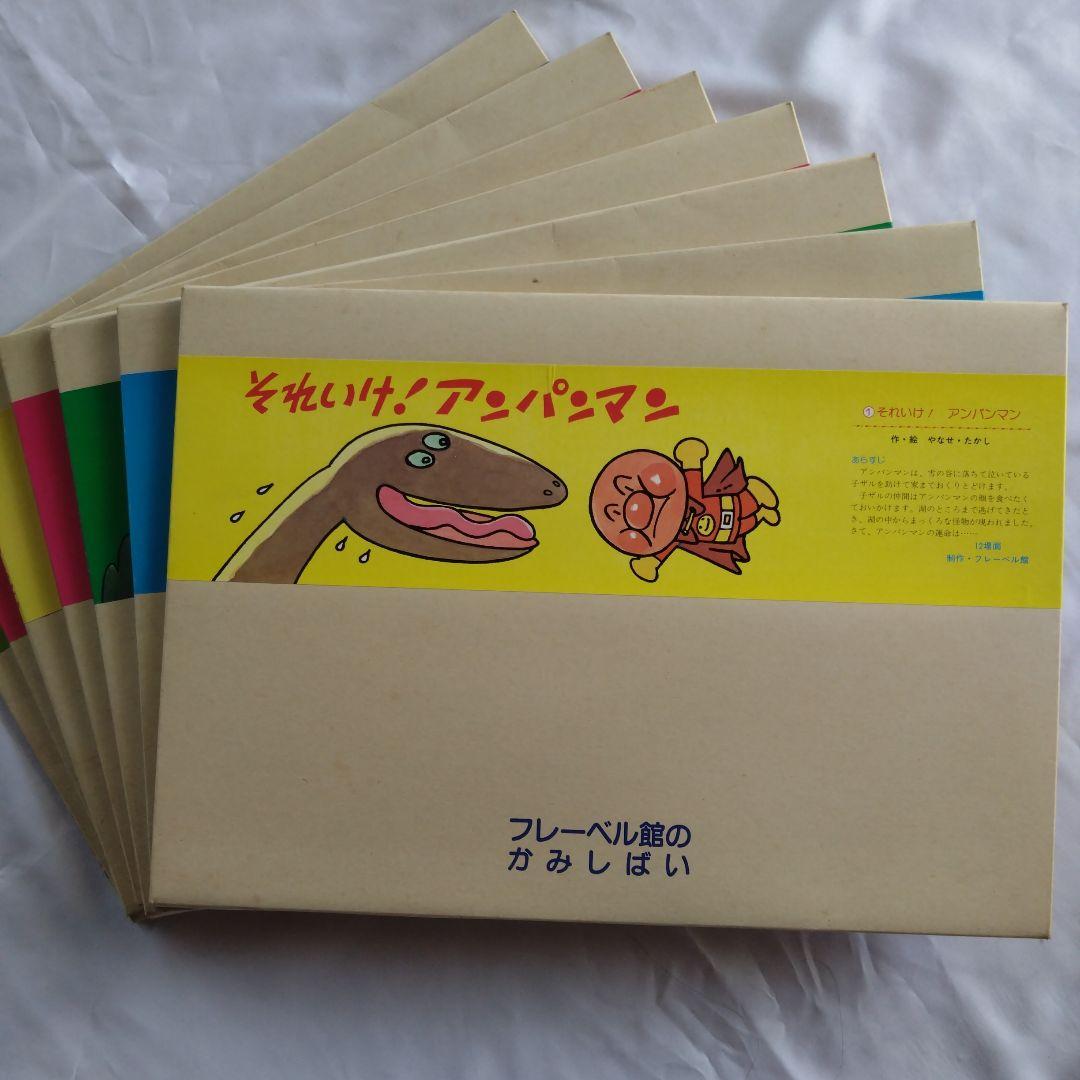 それいけ!アンパンマン
①それいけ! アンパンマン
作・絵 やなせ・たかし
あらすじ
アンパンマンは、雪の谷に落ちて泣いている
子ザルを助けて家までおくりとどけます。
子ザルの仲間はアンパンマンの顔を食べたく
ておいかけます。湖のところまで逃げてきたと
き、湖の中からまっくろな怪物が現われました。
さて、アンパンマンの運命は……
12場面
制作・フレーベル館
フレーベル館の
かみしばい